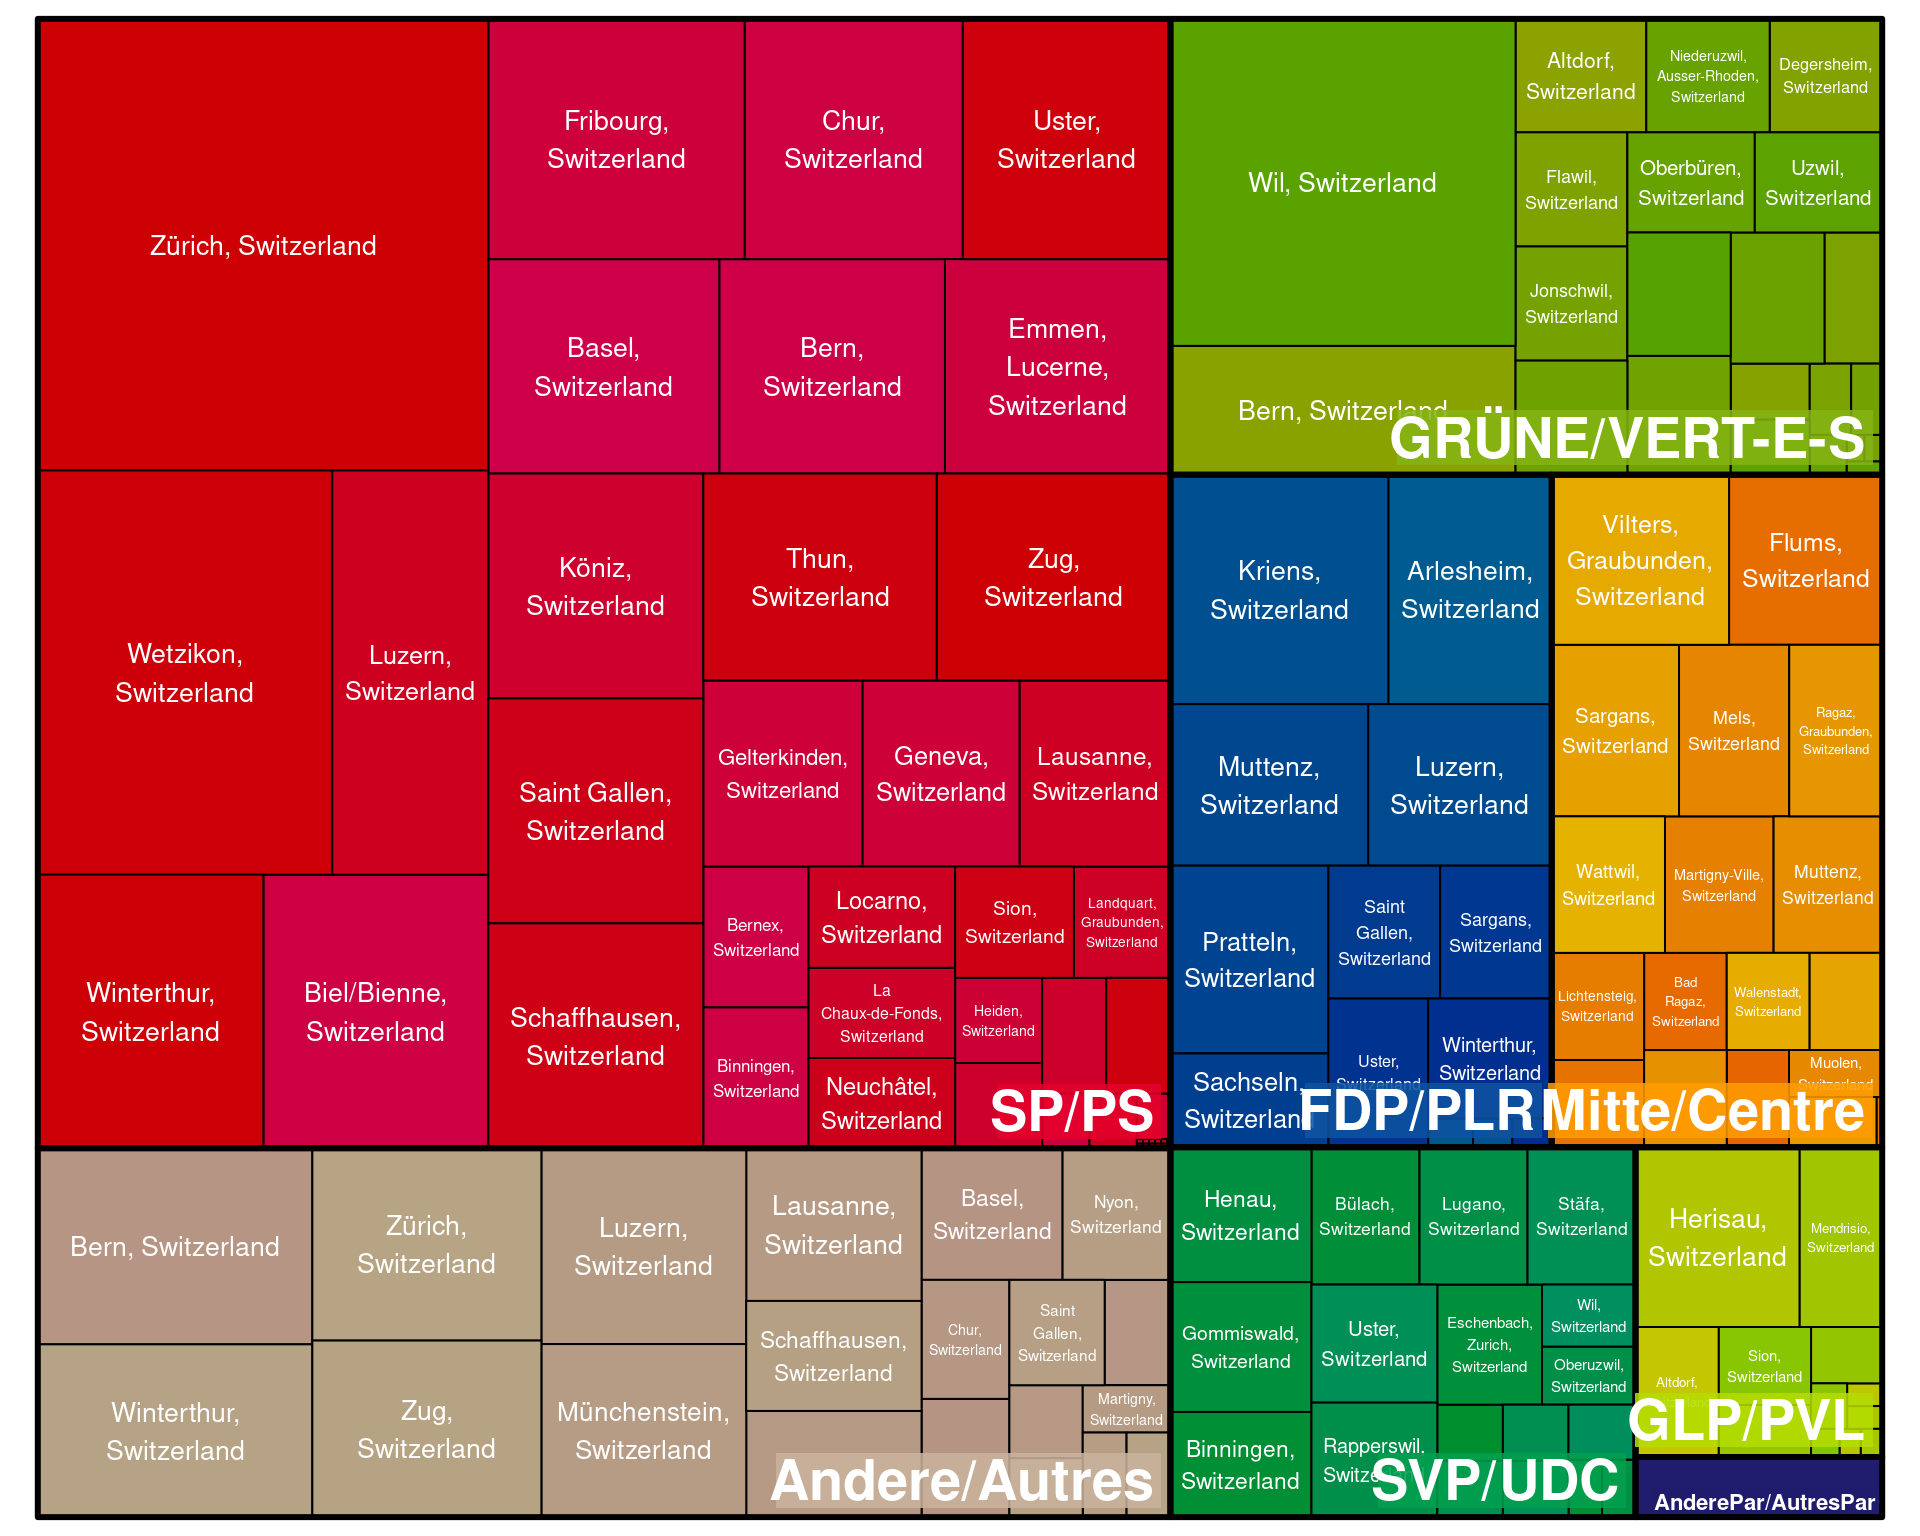 Zürich, Switzerland
Fribourg,
Switzerland
Chur,
Switzerland
Uster,
Switzerland
Basel,
Switzerland
Bern,
Switzerland
Emmen,
Lucerne,
Switzerland
Wetzikon,
Switzerland
Luzern,
Switzerland
Winterthur,
Switzerland
Biel/Bienne,
Switzerland
Köniz,
Switzerland
Thun,
Switzerland
Zug,
Switzerland
Saint Gallen,
Switzerland
Schaffhausen,
Switzerland
Gelterkinden,
Switzerland
Geneva,
Switzerland
Lausanne,
Switzerland
Bernex,
Switzerland
Binningen,
Switzerland
Locarno,
Switzerland
La
Chaux-de-Fonds,
Switzerland
Neuchâtel,
Switzerland
Sion,
Switzerland
Landquart,
Graubunden,
Switzerland
Heiden,
Switzerland
SP/PS
Wil, Switzerland
Bern, Switzerland
Altdorf,
Switzerland
Niederuzwil,
Ausser-Rhoden,
Switzerland
Degersheim,
Switzerland
Flawil,
Switzerland
Oberbüren,
Switzerland
Uzwil,
Switzerland
Jonschwil,
Switzerland
GRÜNE/VERT-E-S
Kriens,
Switzerland
Arlesheim,
Switzerland
Muttenz,
Switzerland
Luzern,
Switzerland
Pratteln,
Switzerland
Saint
Gallen,
Switzerland
Sargans,
Switzerland
Sachseln,
Switzerland
Uster,
Switzerland
Winterthur,
Switzerland
FDP/PLR
Vilters,
Graubunden,
Switzerland
Flums,
Switzerland
Sargans,
Switzerland
Mels,
Switzerland
Ragaz,
Graubunden,
Switzerland
Wattwil,
Switzerland
Martigny-Ville,
Switzerland
Muttenz,
Switzerland
Lichtensteig,
Switzerland
Bad
Ragaz,
Switzerland
Walenstadt,
Switzerland
Muolen,
Switzerland
Mitte/Centre
Bern, Switzerland
Zürich,
Switzerland
Luzern,
Switzerland
Lausanne,
Switzerland
Basel,
Switzerland
Nyon,
Switzerland
Winterthur,
Switzerland
Zug,
Switzerland
Münchenstein,
Switzerland
Schaffhausen,
Switzerland
Chur,
Switzerland
Saint
Gallen,
Switzerland
Martigny,
Switzerland
Andere/Autres
Henau,
Switzerland
Bülach,
Switzerland
Lugano,
Switzerland
Stäfa,
Switzerland
Gommiswald,
Switzerland
Uster,
Switzerland
Eschenbach,
Zurich,
Switzerland
Wil,
Switzerland
Oberuzwil,
Switzerland
Binningen,
Switzerland
Rapperswil,
Switzerland
SVP/UDC
Herisau,
Switzerland
Mendrisio,
Switzerland
Altdorf,
Switzerland
Sion,
Switzerland
GLP/PVL
AnderePar/AutresPar